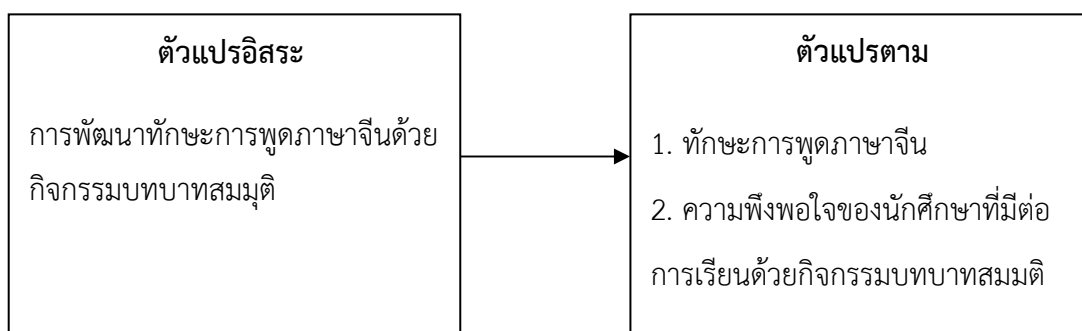 ตัวแปรอิสระ
การพัฒนาทักษะการพูดภาษาจีนด้วย
กิจกรรมบทบาทสมมุติ
ตัวแปรตาม
1. ทักษะการพูดภาษาจีน
2. ความพึงพอใจของนักศึกษาที่มีต่อ
การเรียนด้วยกิจกรรมบทบาทสมมติ